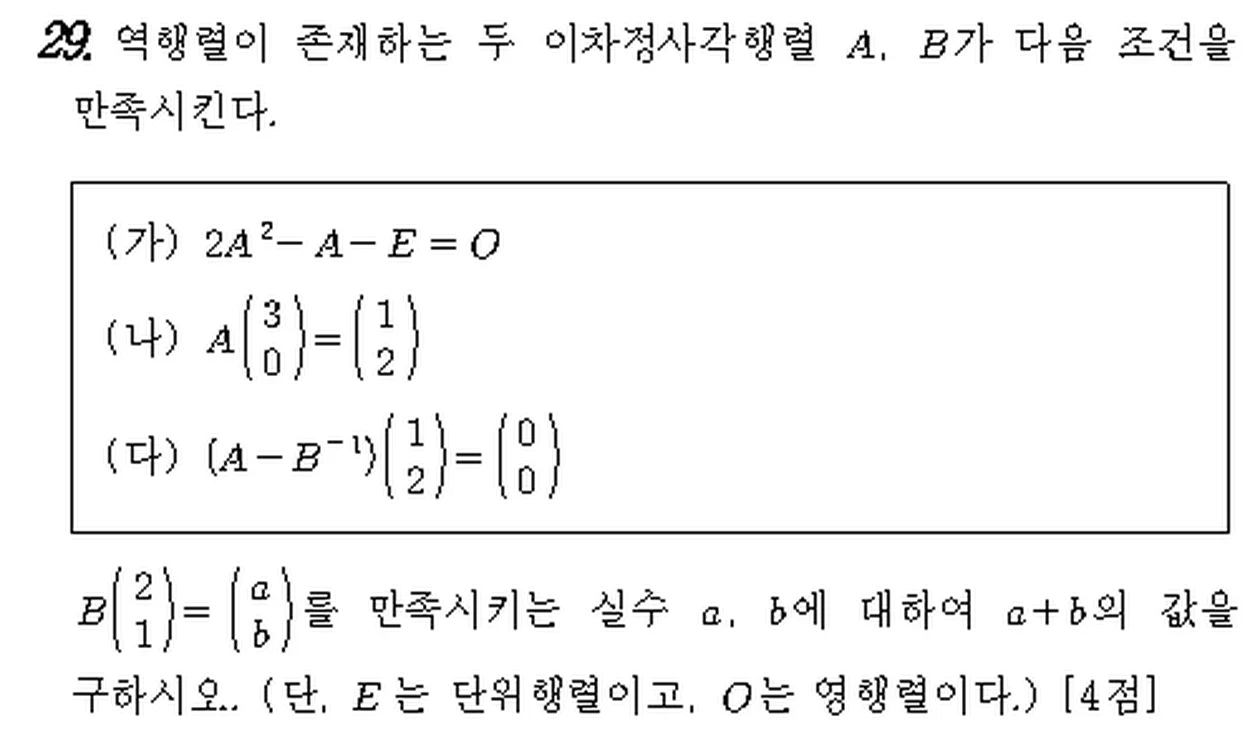 29. 역행렬이 존재하는 두 이차정사각행렬 A, B가 다음 조건을
만족시킨다.
(가) 2A² − A − E = O
(나) A(3 0) = (1 2)
(다) (A − B⁻¹)(1 2) = (0 0)
B(2 1) = (a b)를 만족시키는 실수 a, b에 대하여 a+b의 값을
구하시오.. (단, E는 단위행렬이고, O는 영행렬이다.) [4점]